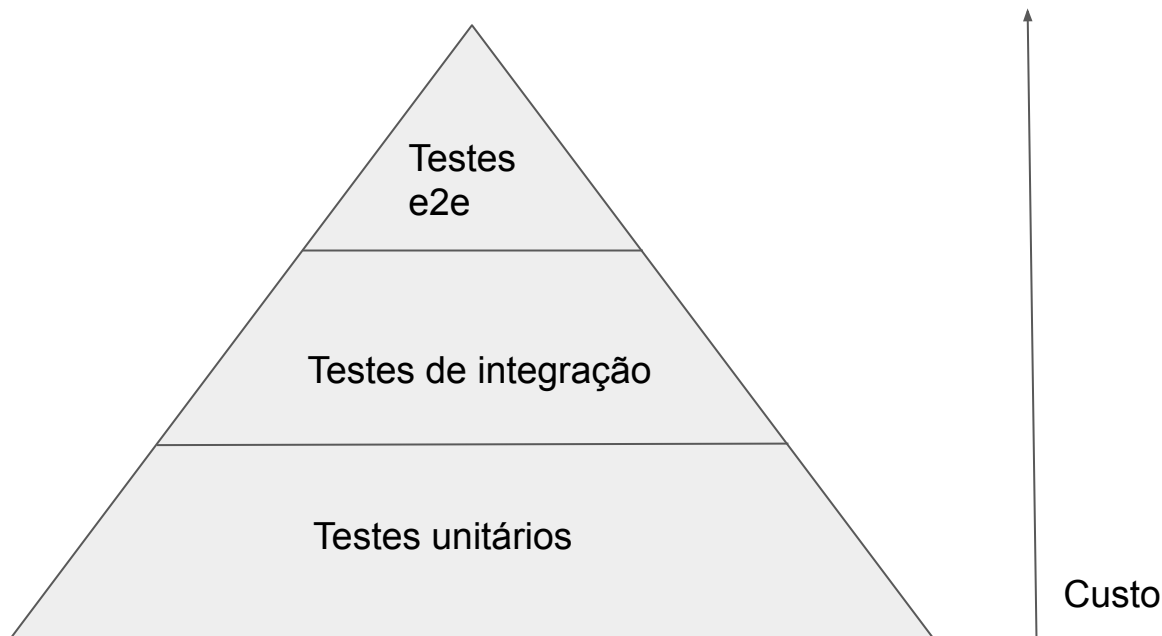 Testes
e2e
Testes de integração
Testes unitários
Custo